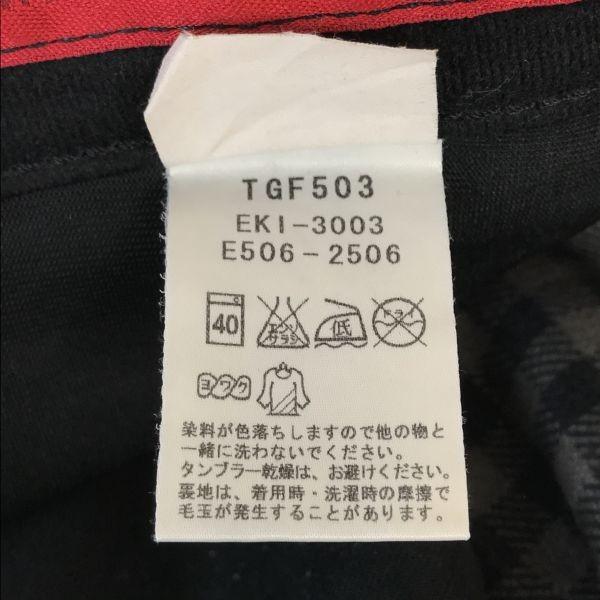 TGF503
EKI-3003
E506-2506
40 エンソ サラシ 低 ドライ
ヨワク
染料が色落ちしますので他の物と
一緒に洗わないでください。
タンブラー乾燥は、お避けください。
裏地は、着用時・洗濯時の摩擦で
毛玉が発生することがあります。